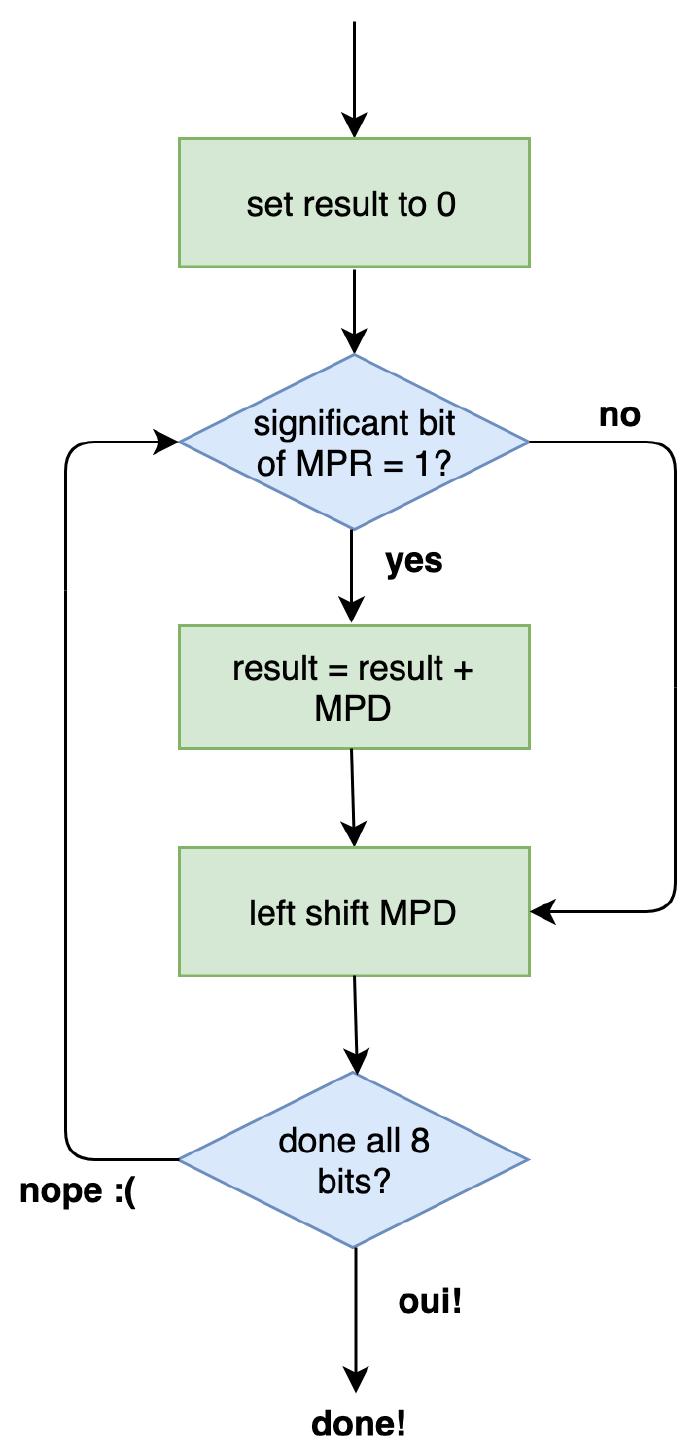 set result to 0
significant bit
of MPR = 1?
no
yes
result = result +
MPD
left shift MPD
done all 8
bits?
nope :(
oui!
done!